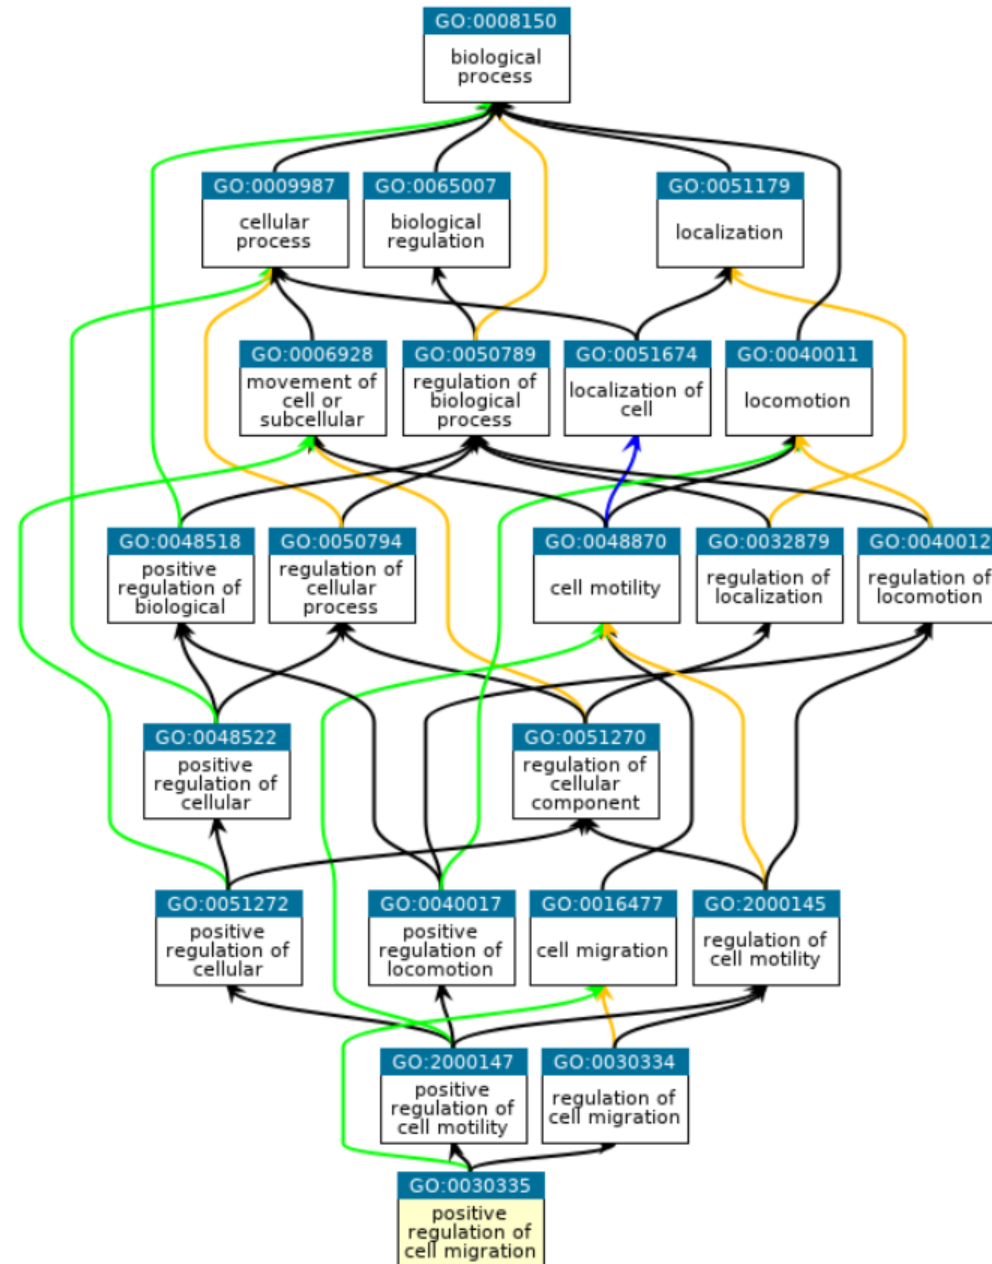 GO:0008150
biological
process
GO:0009987
cellular
process
GO:0065007
biological
regulation
GO:0051179
localization
GO:0006928
movement of
cell or
subcellular
GO:0050789
regulation of
biological
process
GO:0051674
localization of
cell
GO:0040011
locomotion
GO:0048518
positive
regulation of
biological
GO:0050794
regulation of
cellular
process
GO:0048870
cell motility
GO:0032879
regulation of
localization
GO:0040012
regulation of
locomotion
GO:0048522
positive
regulation of
cellular
GO:0051270
regulation of
cellular
component
GO:0051272
positive
regulation of
cellular
GO:0040017
positive
regulation of
locomotion
GO:0016477
cell migration
GO:2000145
regulation of
cell motility
GO:2000147
positive
regulation of
cell motility
GO:0030334
regulation of
cell migration
GO:0030335
positive
regulation of
cell migration